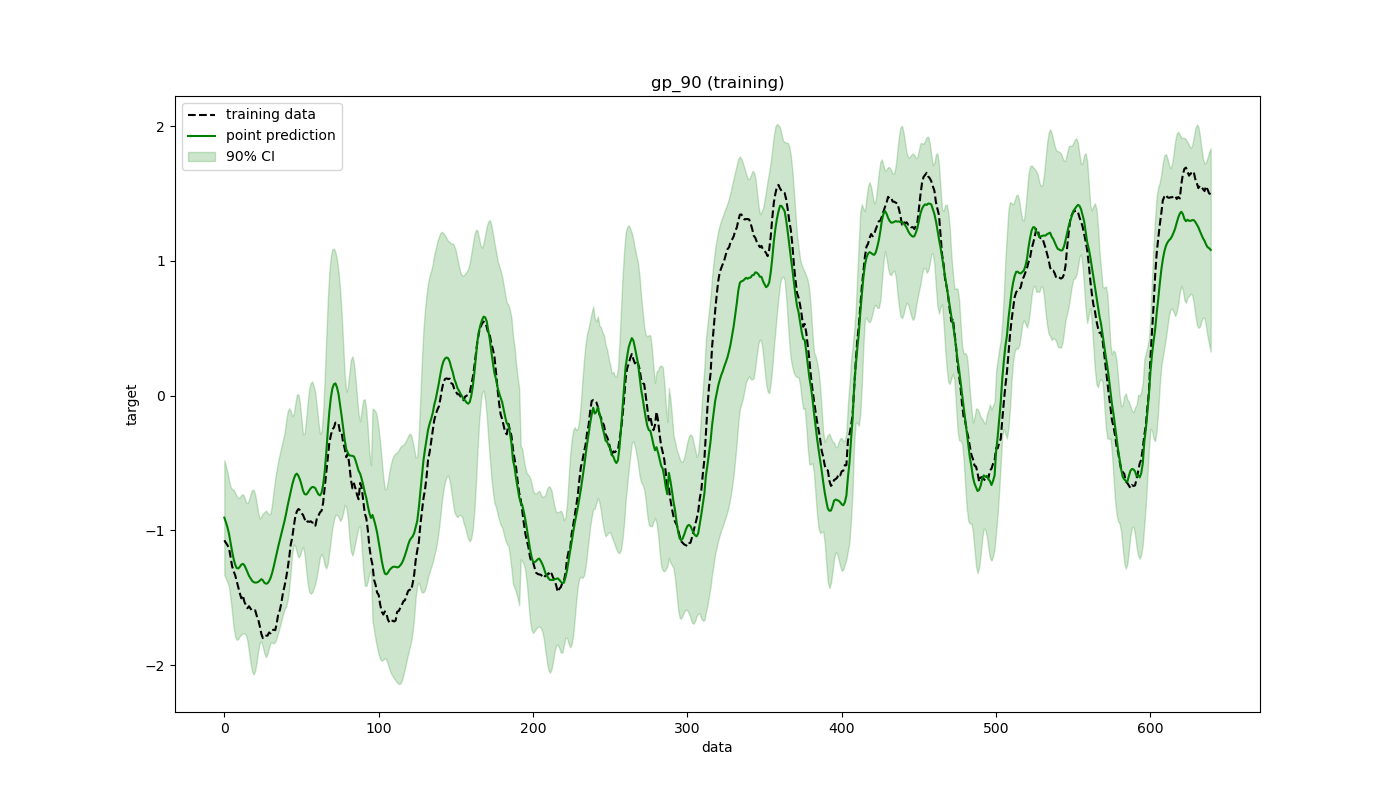 gp_90 (training)
training data
point prediction
90% CI
target
2
1
0
−1
−2
0 100 200 300 400 500 600
data